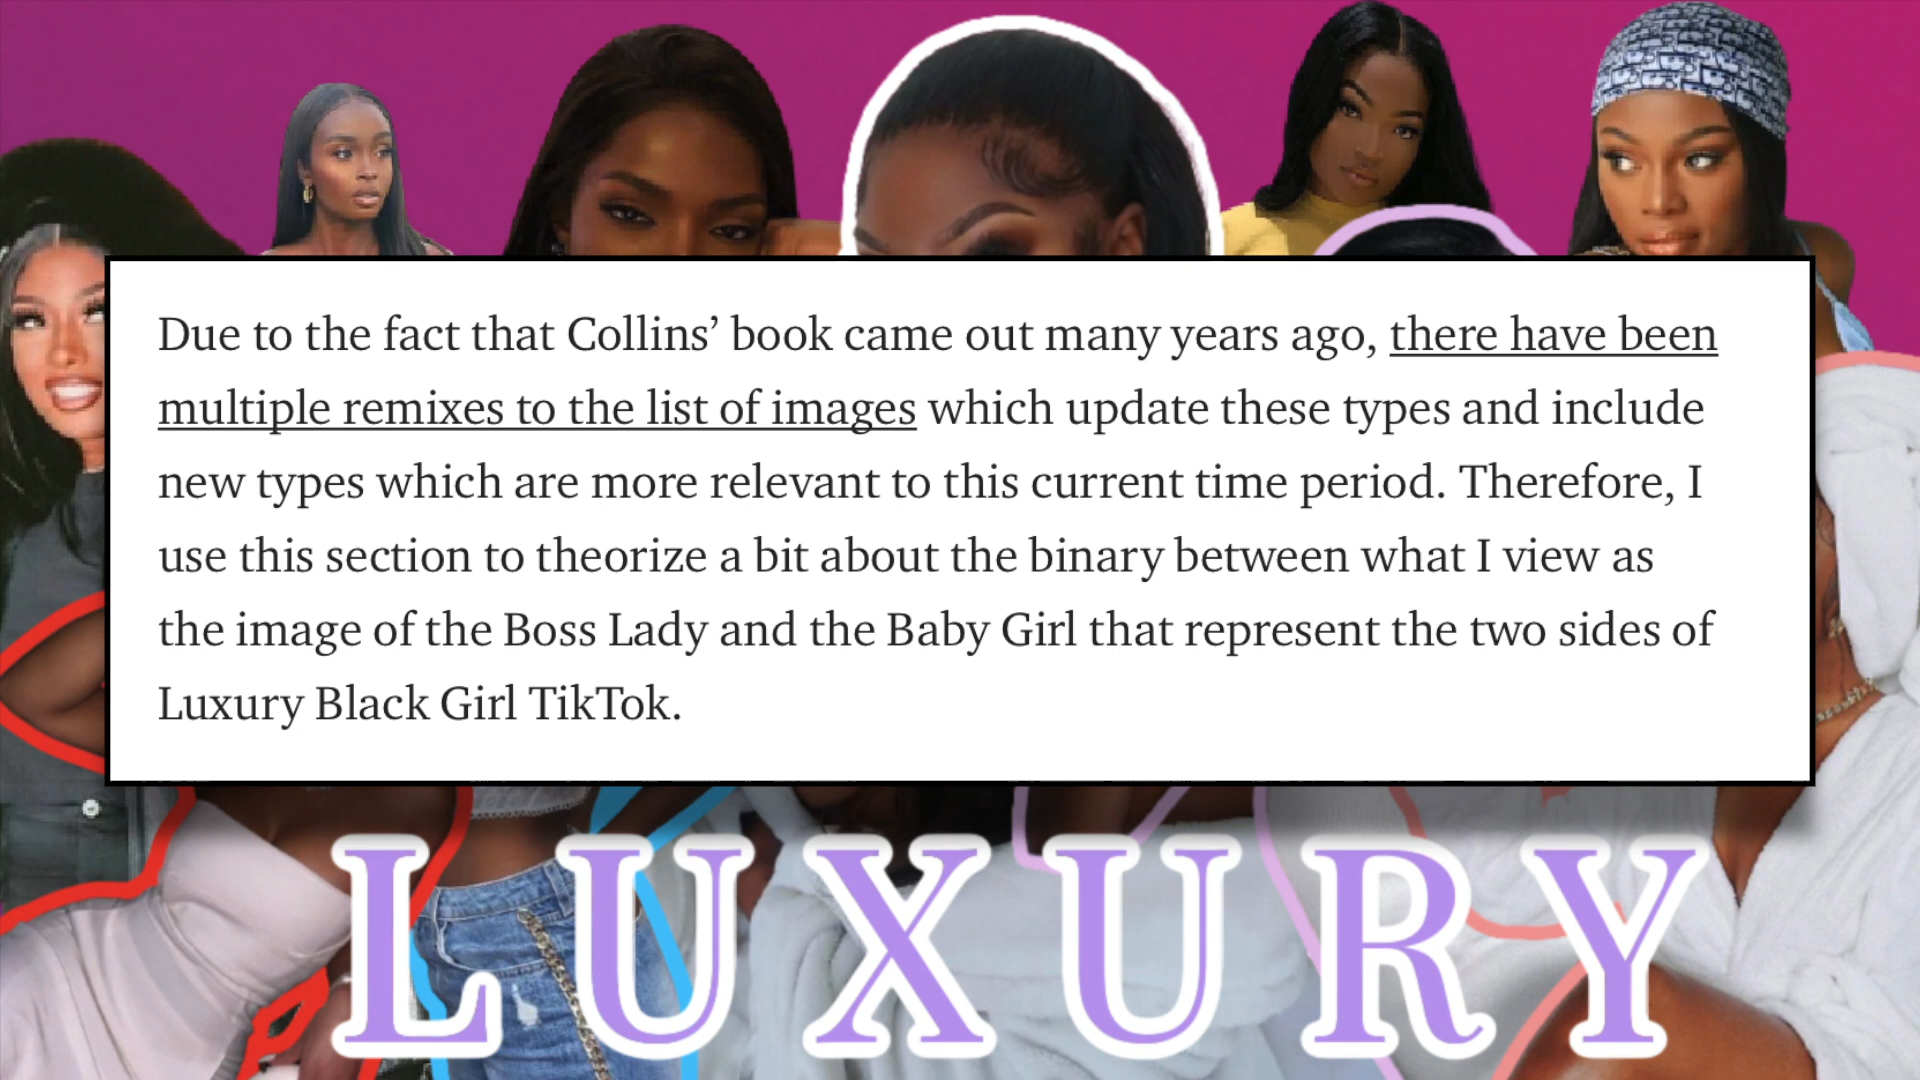 Due to the fact that Collins’ book came out many years ago, there have been
multiple remixes to the list of images which update these types and include
new types which are more relevant to this current time period. Therefore, I
use this section to theorize a bit about the binary between what I view as
the image of the Boss Lady and the Baby Girl that represent the two sides of
Luxury Black Girl TikTok.
LUXURY